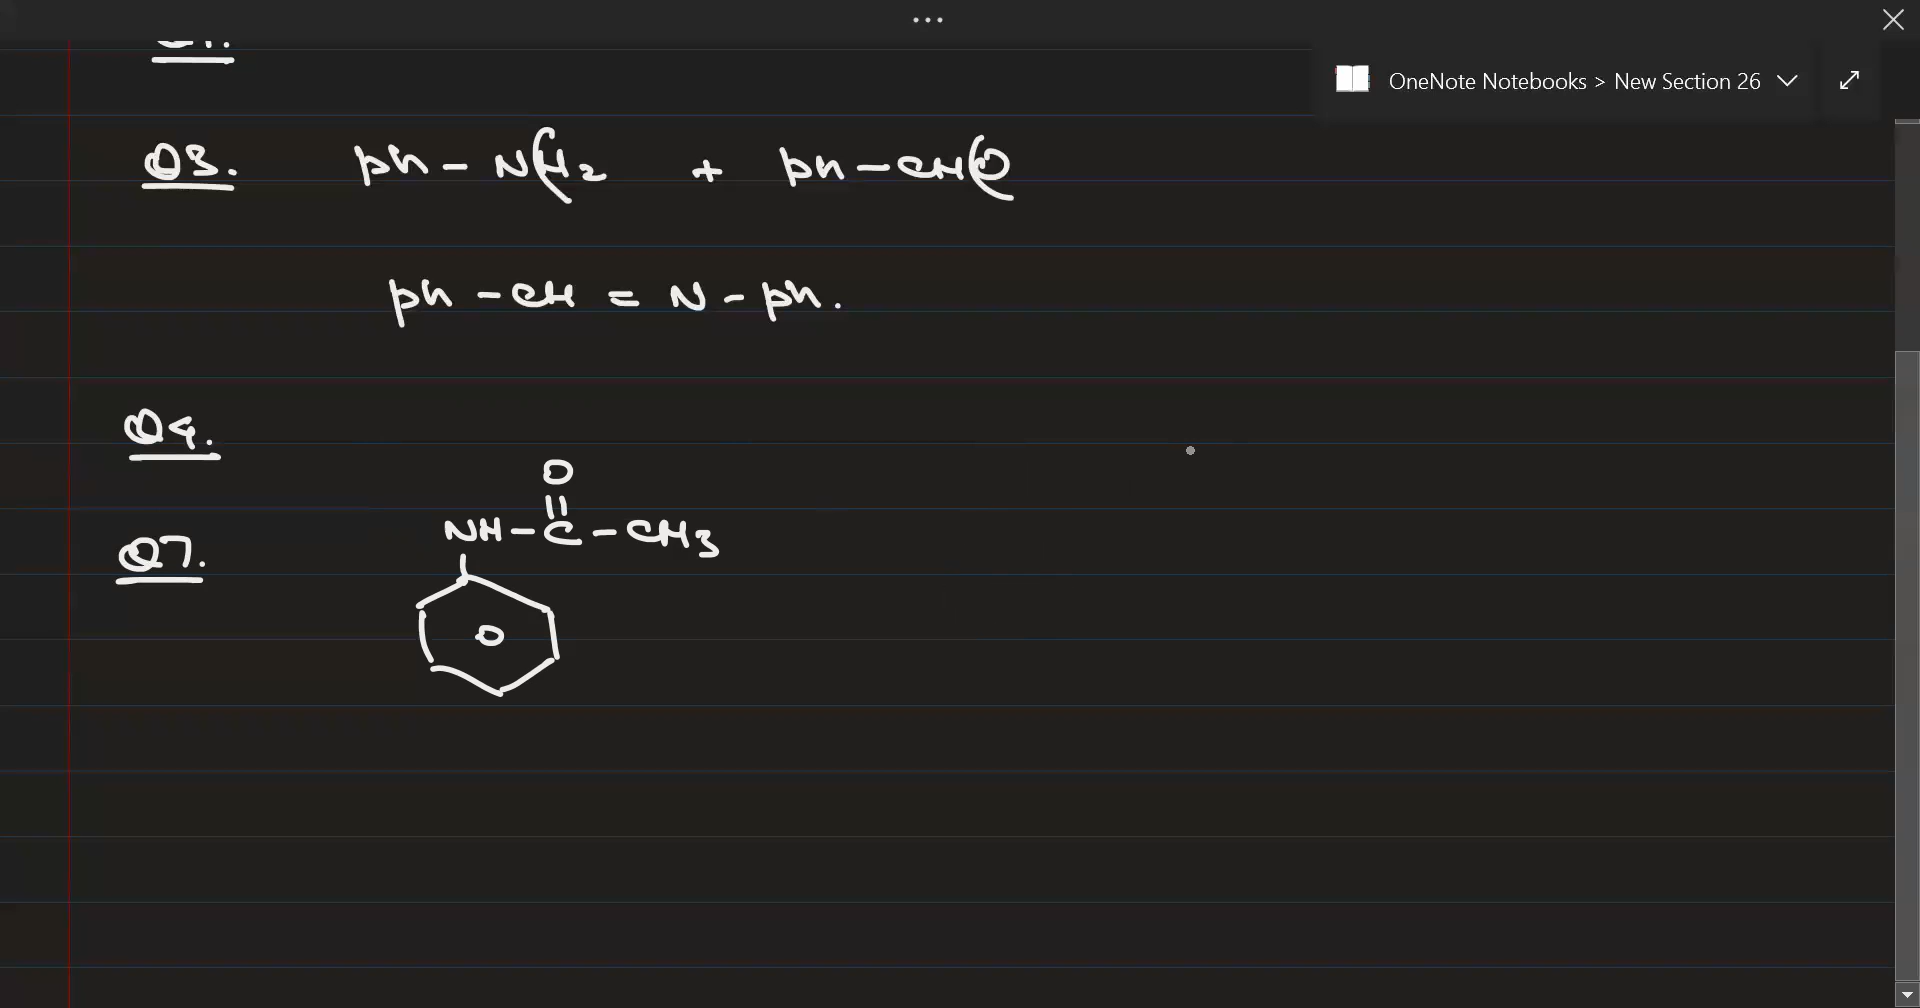 ...
OneNote Notebooks > New Section 26
Q3. ph - NH2 + ph - CHO
ph - CH = N - ph.
Q4.
O
||
NH - C - CH3
Q7.